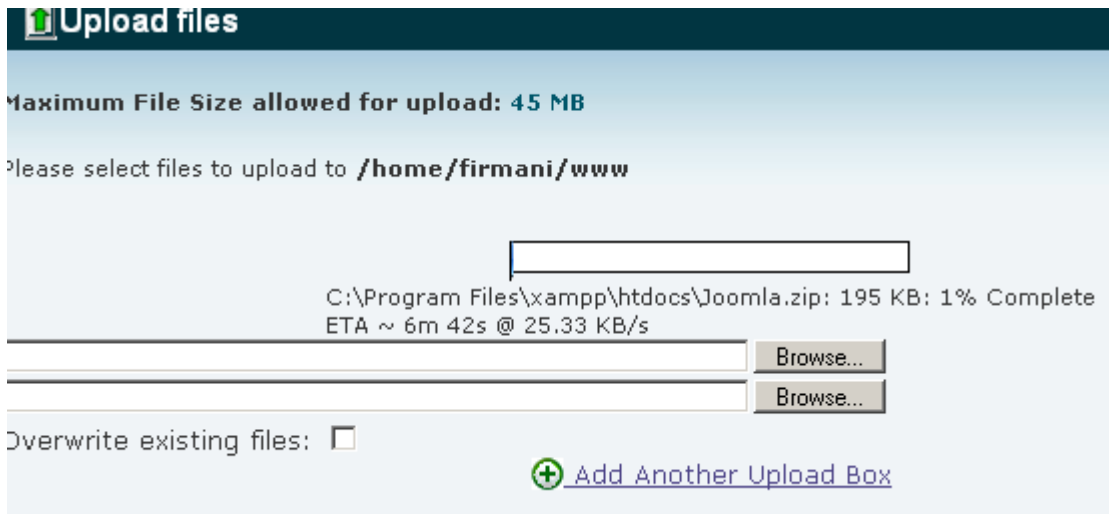 Upload files
Maximum File Size allowed for upload: 45 MB
Please select files to upload to /home/firmani/www
C:\Program Files\xampp\htdocs\Joomla.zip: 195 KB: 1% Complete
ETA ~ 6m 42s @ 25.33 KB/s
Browse...
Browse...
Overwrite existing files:
Add Another Upload Box